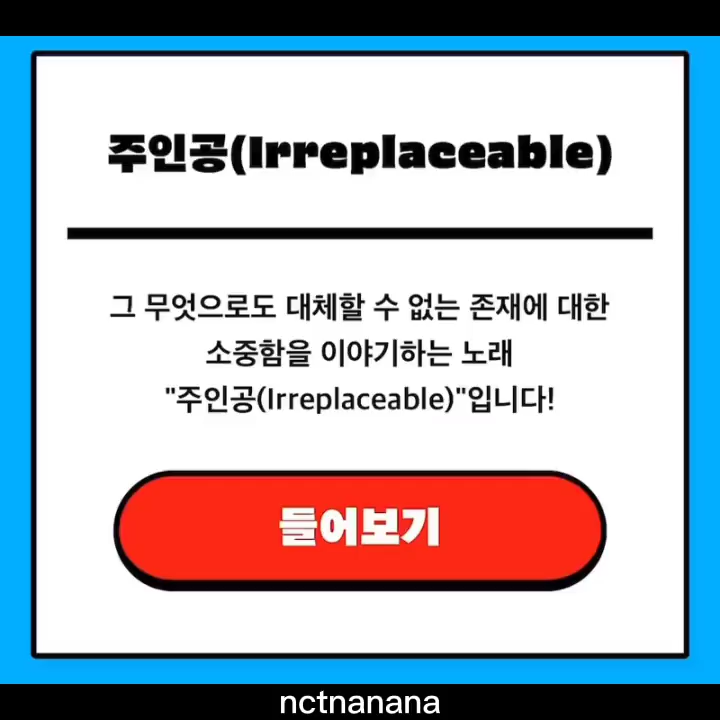 주인공(Irreplaceable)
그 무엇으로도 대체할 수 없는 존재에 대한
소중함을 이야기하는 노래
"주인공(Irreplaceable)"입니다!
들어보기
nctnanana